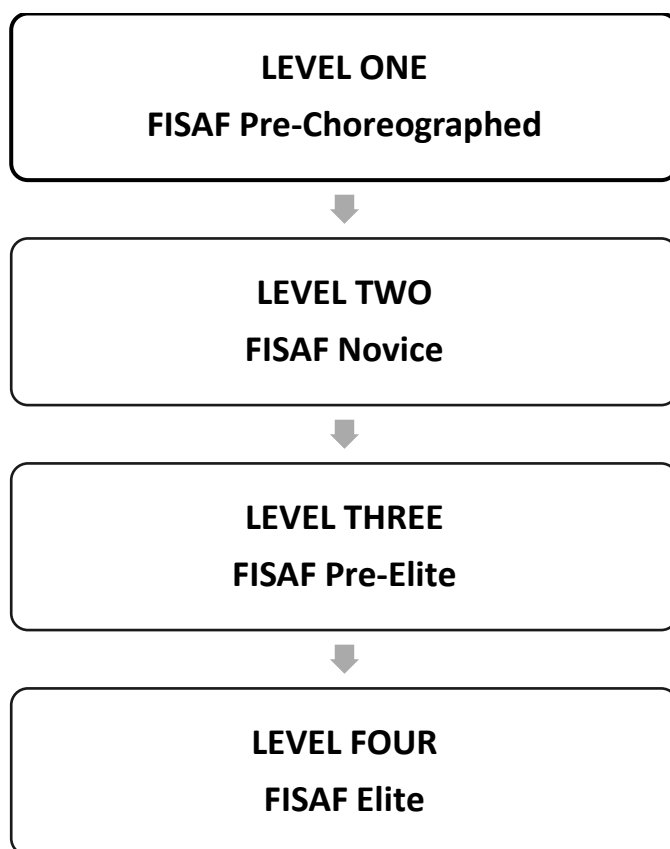 LEVEL ONE
FISAF Pre-Choreographed
LEVEL TWO
FISAF Novice
LEVEL THREE
FISAF Pre-Elite
LEVEL FOUR
FISAF Elite